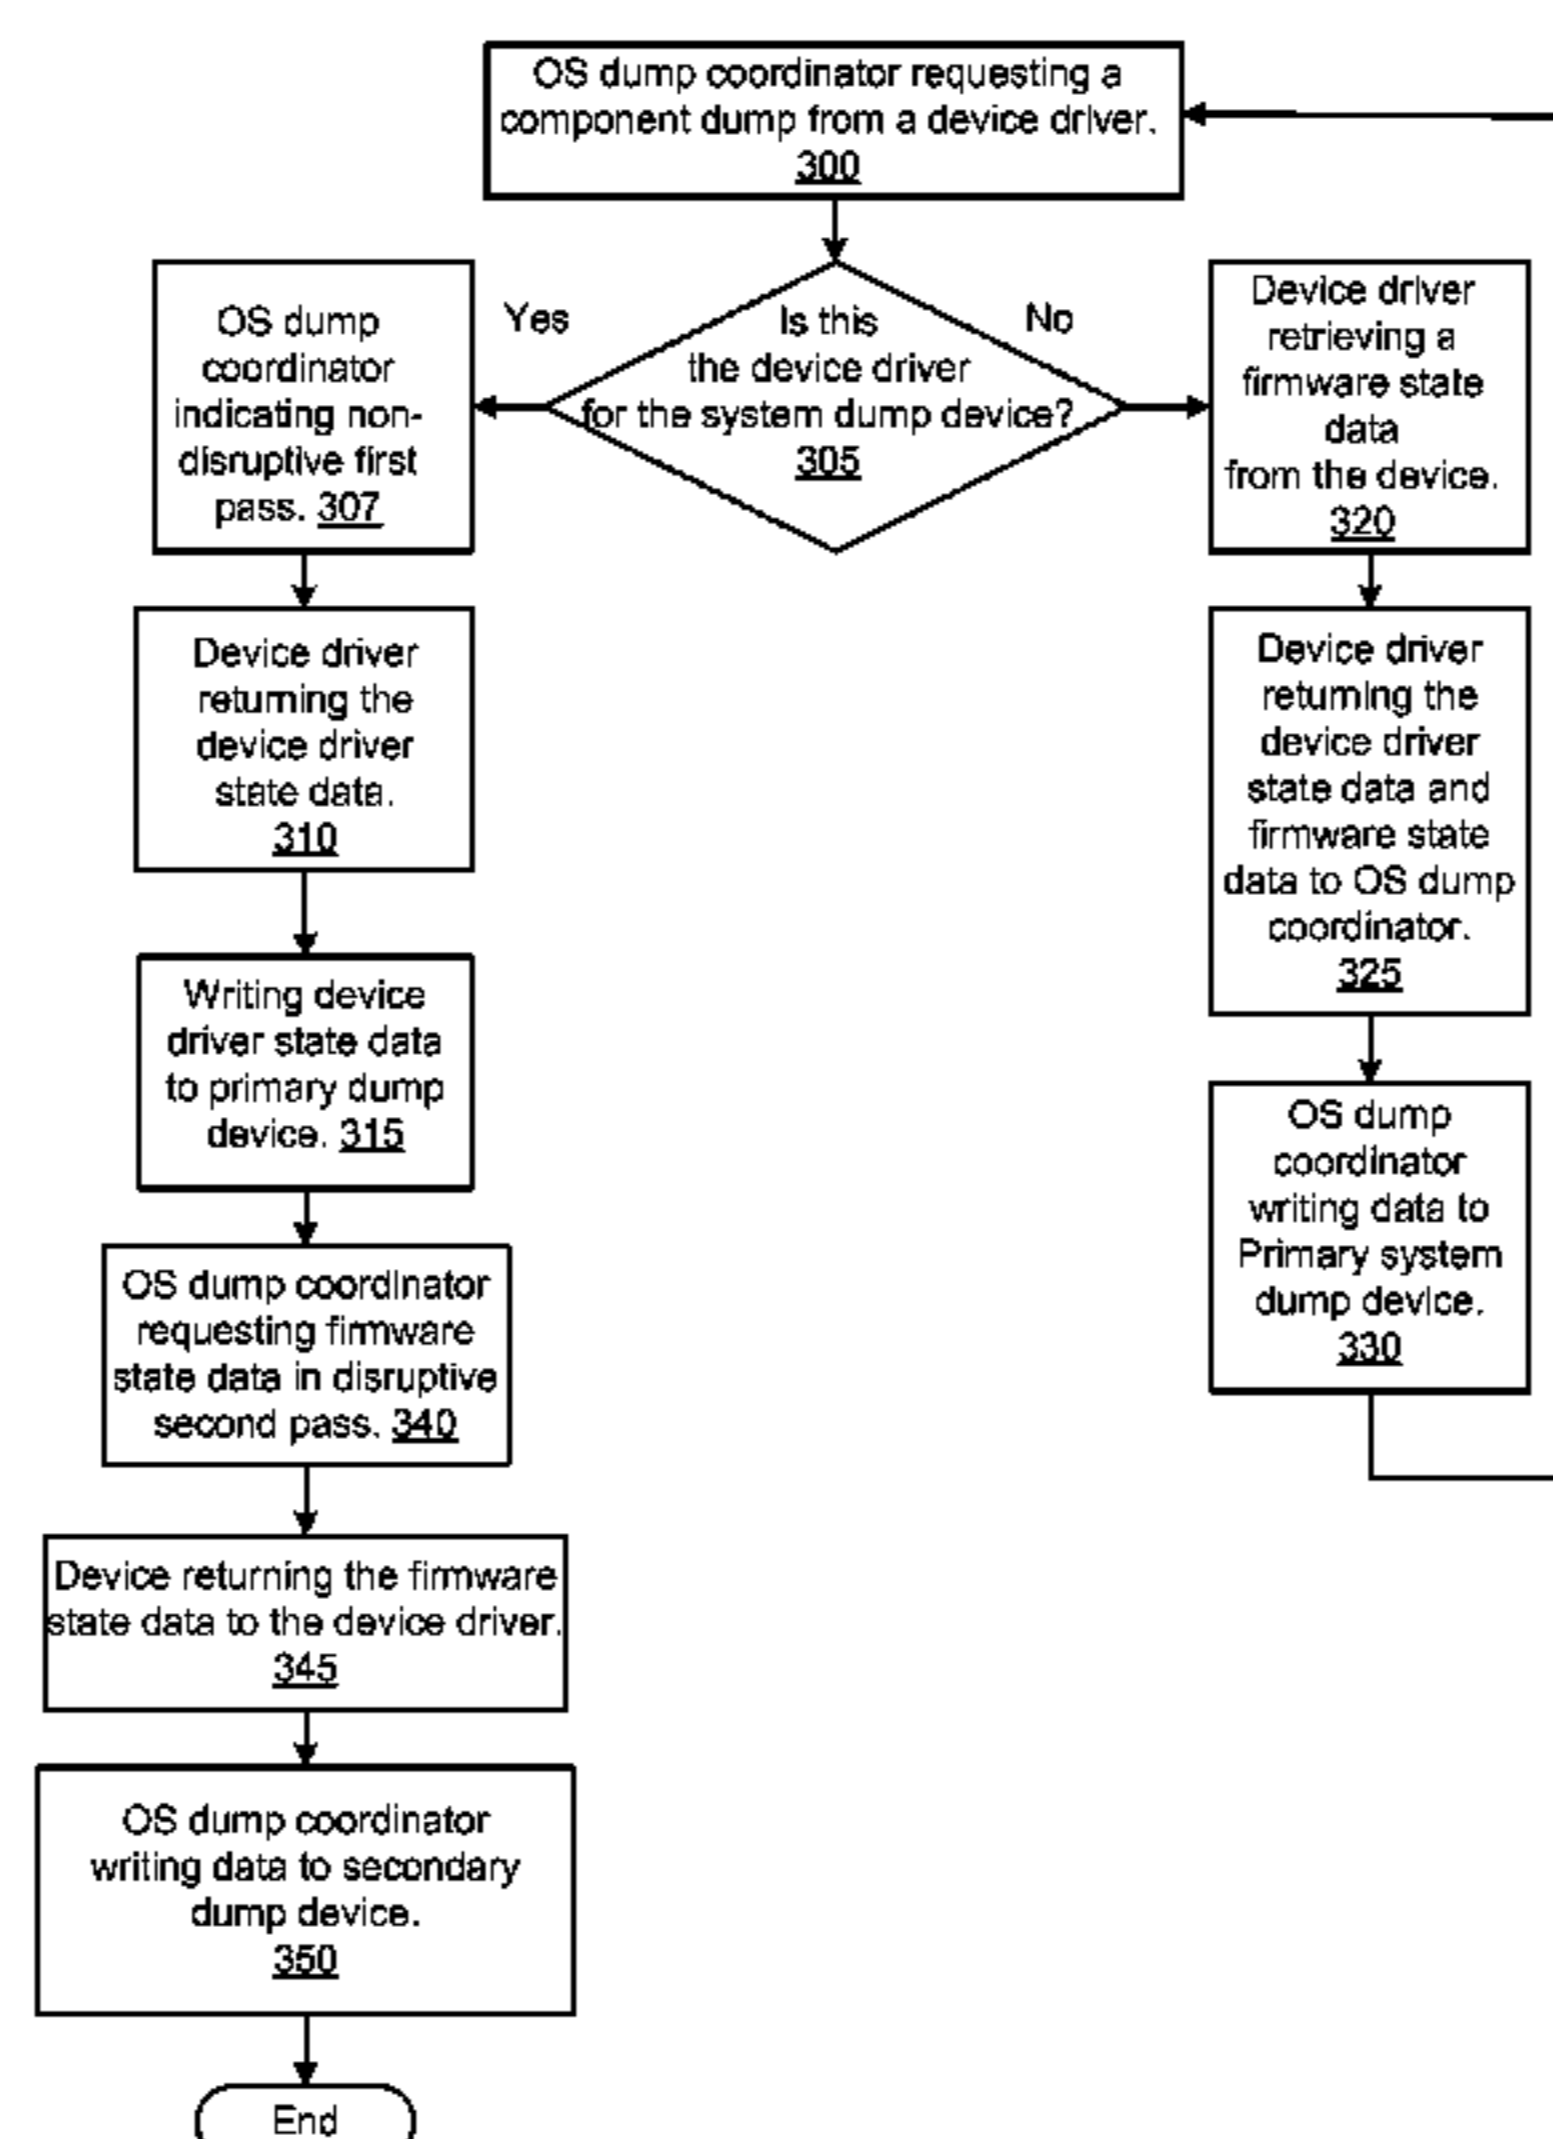 OS dump coordinator requesting a
component dump from a device driver.
300
Yes
Is this
the device driver
for the system dump device?
305
No
OS dump
coordinator
indicating non-
disruptive first
pass. 307
Device driver
returning the
device driver
state data.
310
Writing device
driver state data
to primary dump
device. 315
OS dump coordinator
requesting firmware
state data in disruptive
second pass. 340
Device returning the firmware
state data to the device driver.
345
OS dump coordinator
writing data to secondary
dump device.
350
End
Device driver
retrieving a
firmware state
data
from the device.
320
Device driver
returning the
device driver
state data and
firmware state
data to OS dump
coordinator.
325
OS dump
coordinator
writing data to
Primary system
dump device.
330